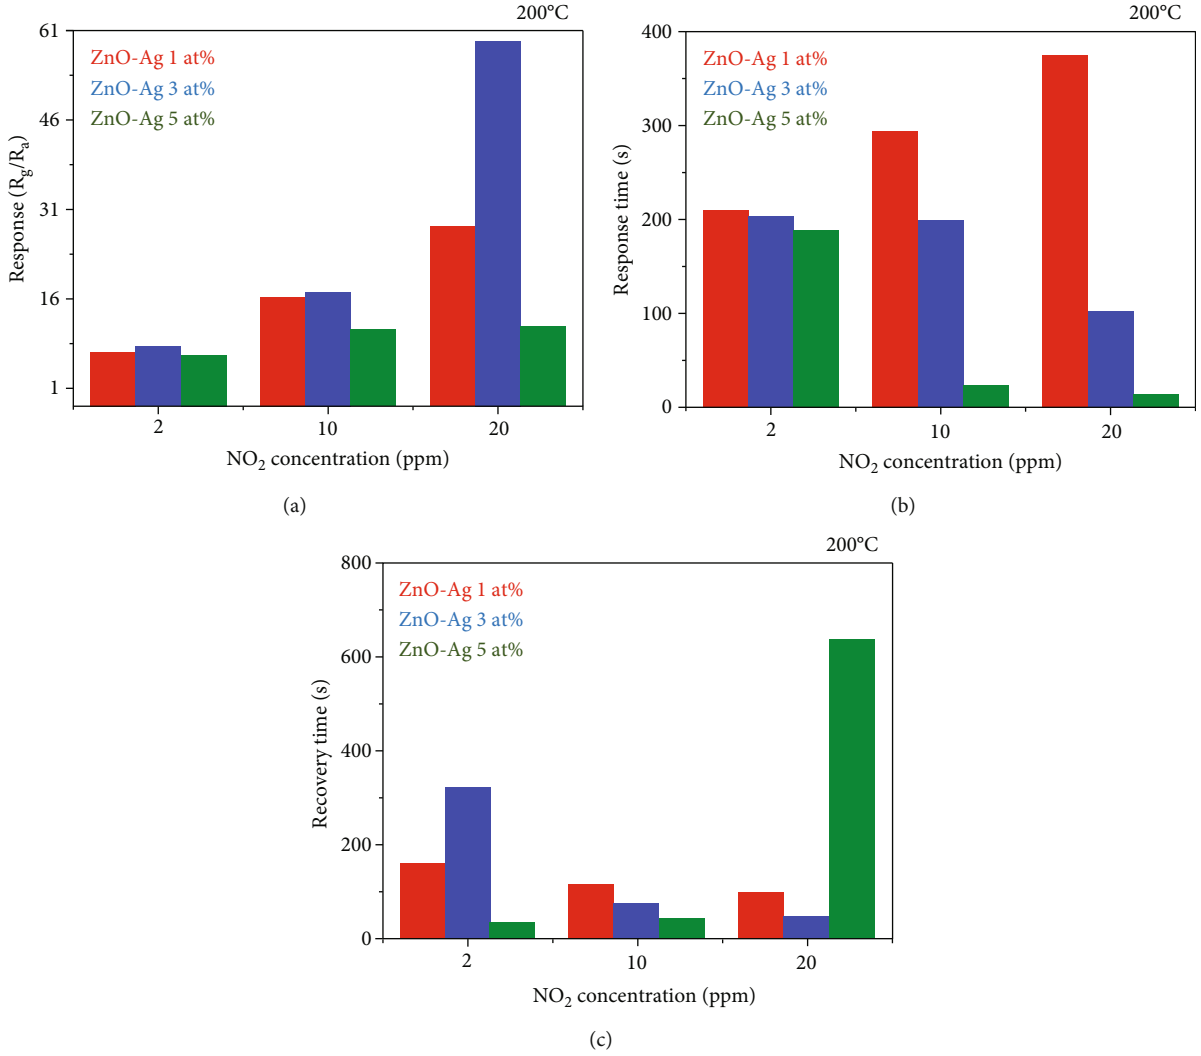 200°C
61
46
31
16
1
Response (Rg/Ra)
ZnO-Ag 1 at%
ZnO-Ag 3 at%
ZnO-Ag 5 at%
2 10 20
NO2 concentration (ppm)
(a)
200°C
400
300
200
100
0
Response time (s)
ZnO-Ag 1 at%
ZnO-Ag 3 at%
ZnO-Ag 5 at%
2 10 20
NO2 concentration (ppm)
(b)
200°C
800
600
400
200
0
Recovery time (s)
ZnO-Ag 1 at%
ZnO-Ag 3 at%
ZnO-Ag 5 at%
2 10 20
NO2 concentration (ppm)
(c)